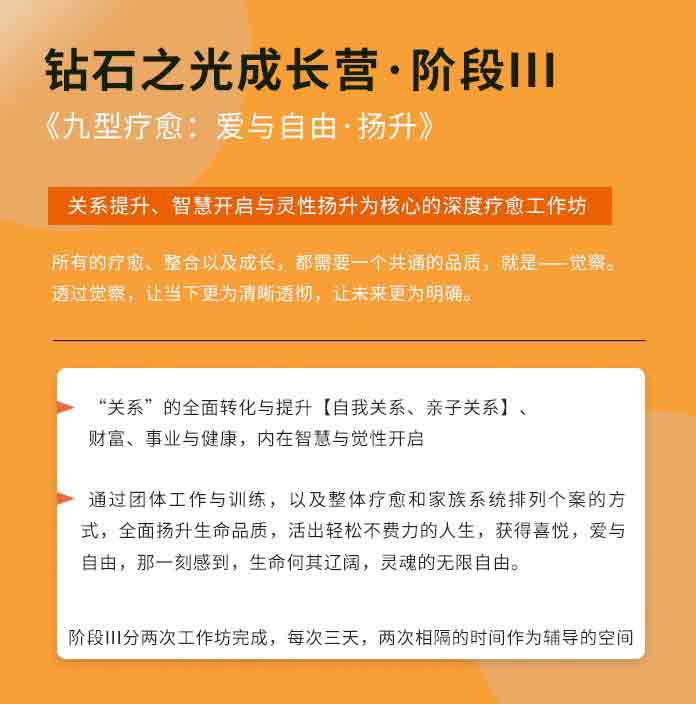 钻石之光成长营·阶段III
《九型疗愈：爱与自由·扬升》
关系提升、智慧开启与灵性扬升为核心的深度疗愈工作坊
所有的疗愈、整合以及成长，都需要一个共通的品质，就是——觉察。
透过觉察，让当下更为清晰透彻，让未来更为明确。
“关系”的全面转化与提升【自我关系、亲子关系】、
财富、事业与健康，内在智慧与觉性开启
通过团体工作与训练，以及整体疗愈和家族系统排列个案的方
式，全面扬升生命品质，活出轻松不费力的人生，获得喜悦，爱与
自由，那一刻感到，生命何其辽阔，灵魂的无限自由。
阶段III分两次工作坊完成，每次三天，两次相隔的时间作为辅导的空间